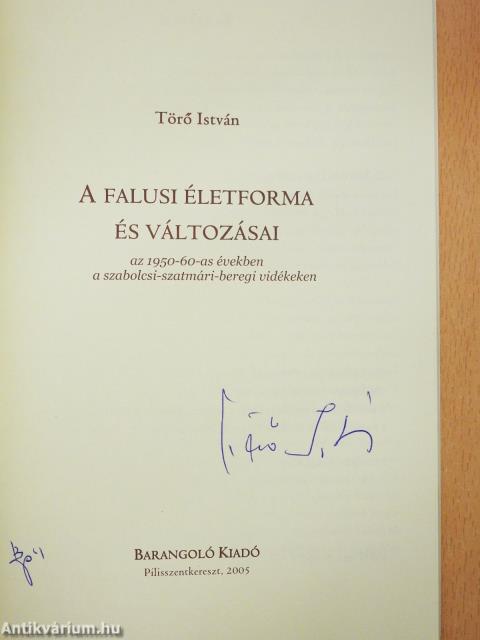 Törő István
A FALUSI ÉLETFORMA
ÉS VÁLTOZÁSAI
az 1950-60-as években
a szabolcsi-szatmári-beregi vidékeken
BARANGOLÓ KIADÓ
Pilisszentkereszt, 2005
Antikvárium.hu